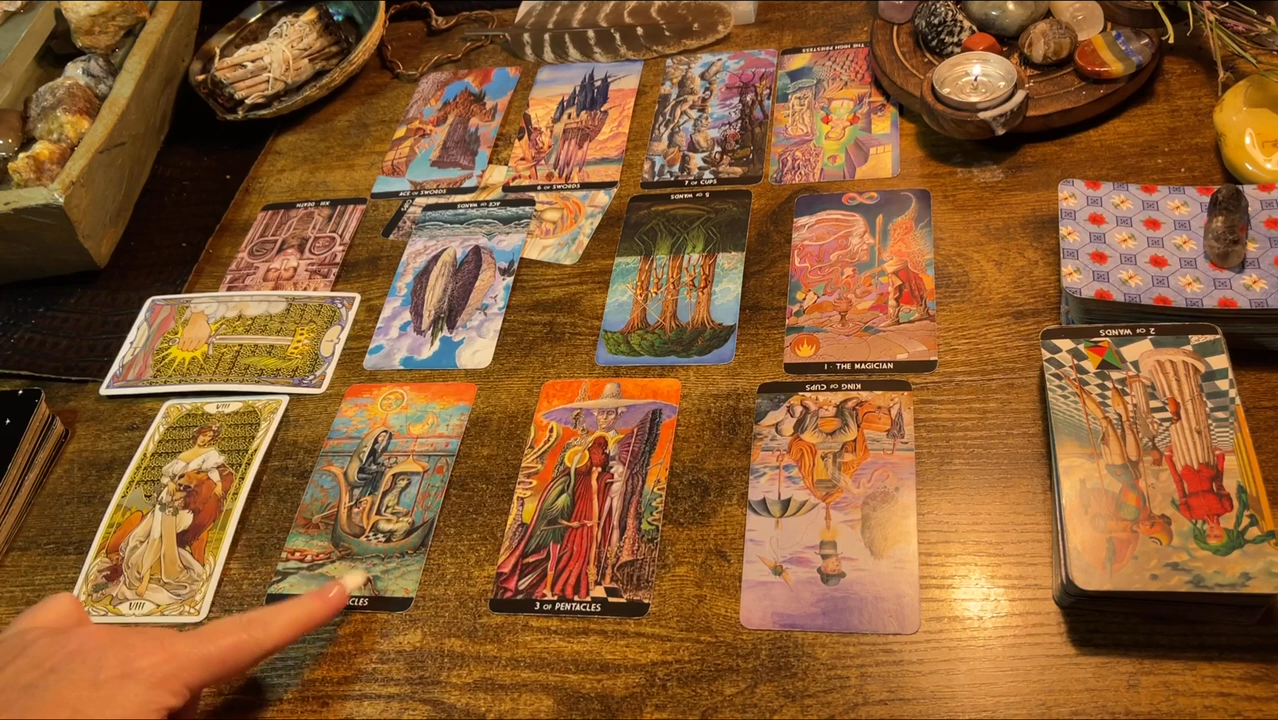 THE HIGH PRIESTESS
ACE OF SWORDS
6 OF SWORDS
7 OF CUPS
XIII · DEATH
ACE OF WANDS
5 OF WANDS
I · THE MAGICIAN
2 OF WANDS
KING OF CUPS
VIII
VIII
CLES
3 OF PENTACLES